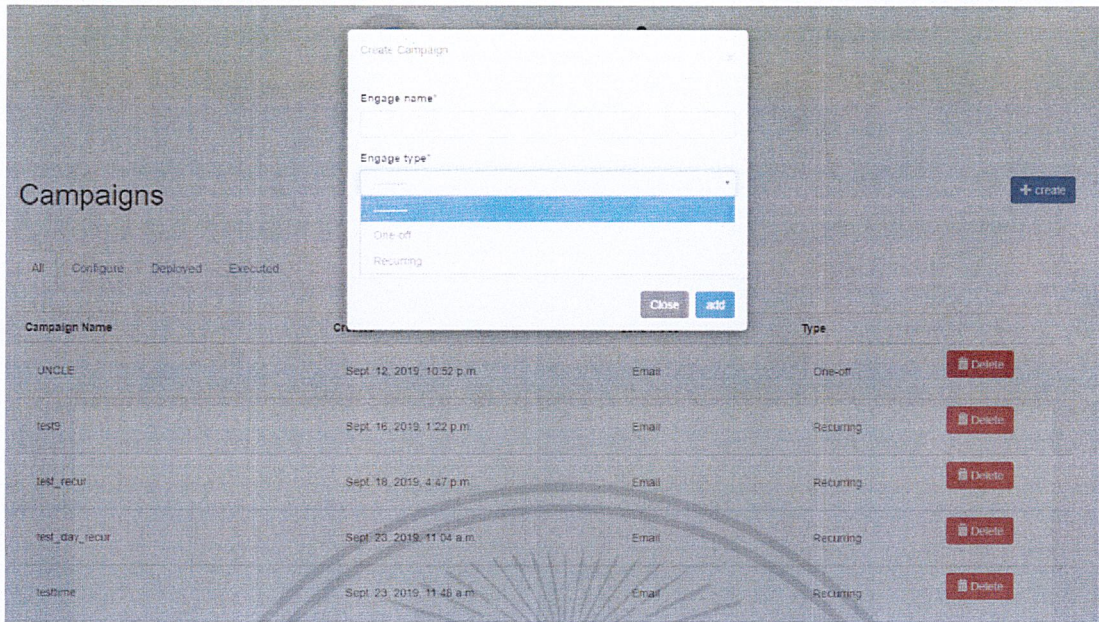 Create Campaign
×
Engage name*
Engage type*
---------
---------
One-off
Recurring
Close add
Campaigns
+ create
All Configure Deployed Executed
Campaign Name Type
UNCLE Sept. 12, 2019, 10:52 p.m. Email One-off Delete
test9 Sept. 16, 2019, 1:22 p.m. Email Recurring Delete
test_recur Sept. 18, 2019, 4:47 p.m. Email Recurring Delete
test_day_recur Sept. 23, 2019, 11:04 a.m. Email Recurring Delete
testtime Sept. 23, 2019, 11:48 a.m. Email Recurring Delete